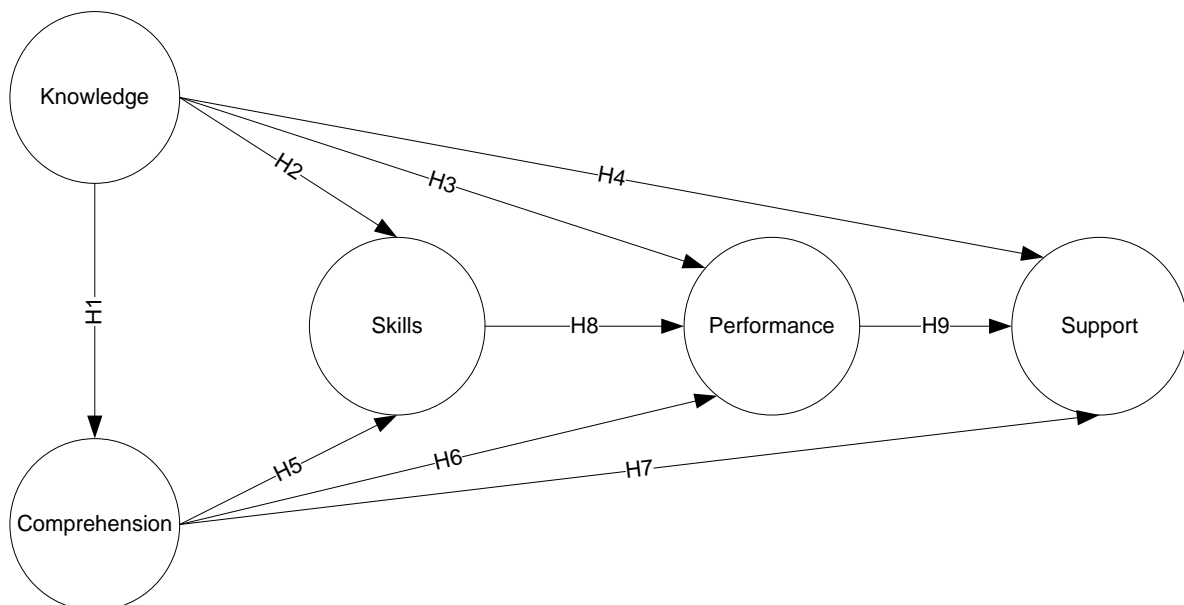 Knowledge
H2
H3
H4
H1
Skills
H8
Performance
H9
Support
H5
H6
H7
Comprehension